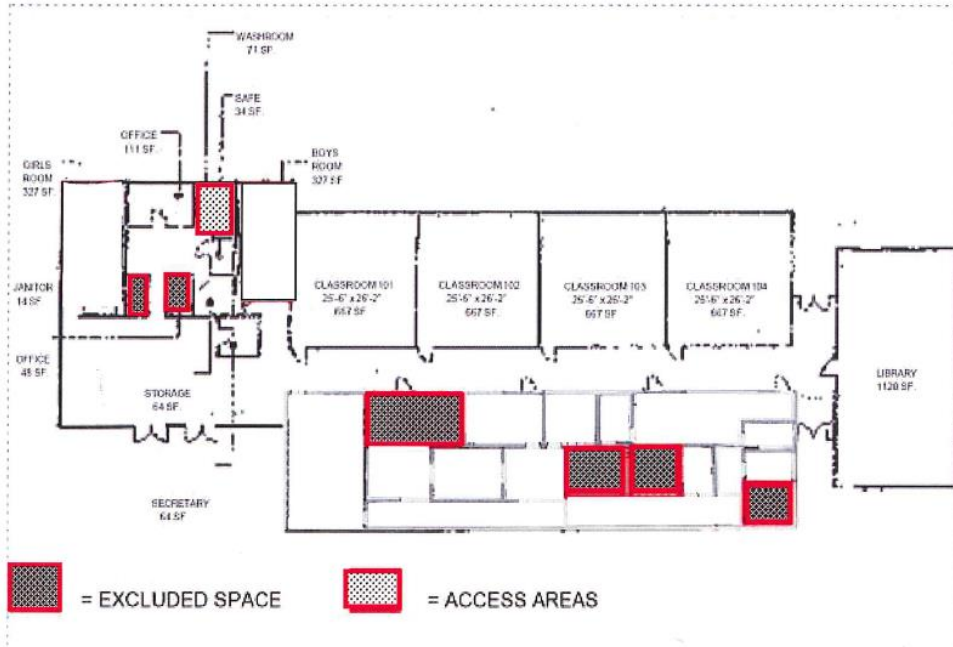 WASHROOM
71 SF.
SAFE
34 SF.
OFFICE
111 SF.
GIRLS
ROOM
327 SF.
BOYS
ROOM
327 SF
JANITOR
14 SF
CLASSROOM 101
25'-6" x 26'-2"
667 SF
CLASSROOM 102
25'-6" x 26'-2"
667 SF.
CLASSROOM 103
25'-6" x 26'-2"
667 SF
CLASSROOM 104
25'-6" x 26'-2"
667 SF.
OFFICE
48 SF.
STORAGE
64 SF.
LIBRARY
1120 SF.
SECRETARY
64 SF
= EXCLUDED SPACE
= ACCESS AREAS